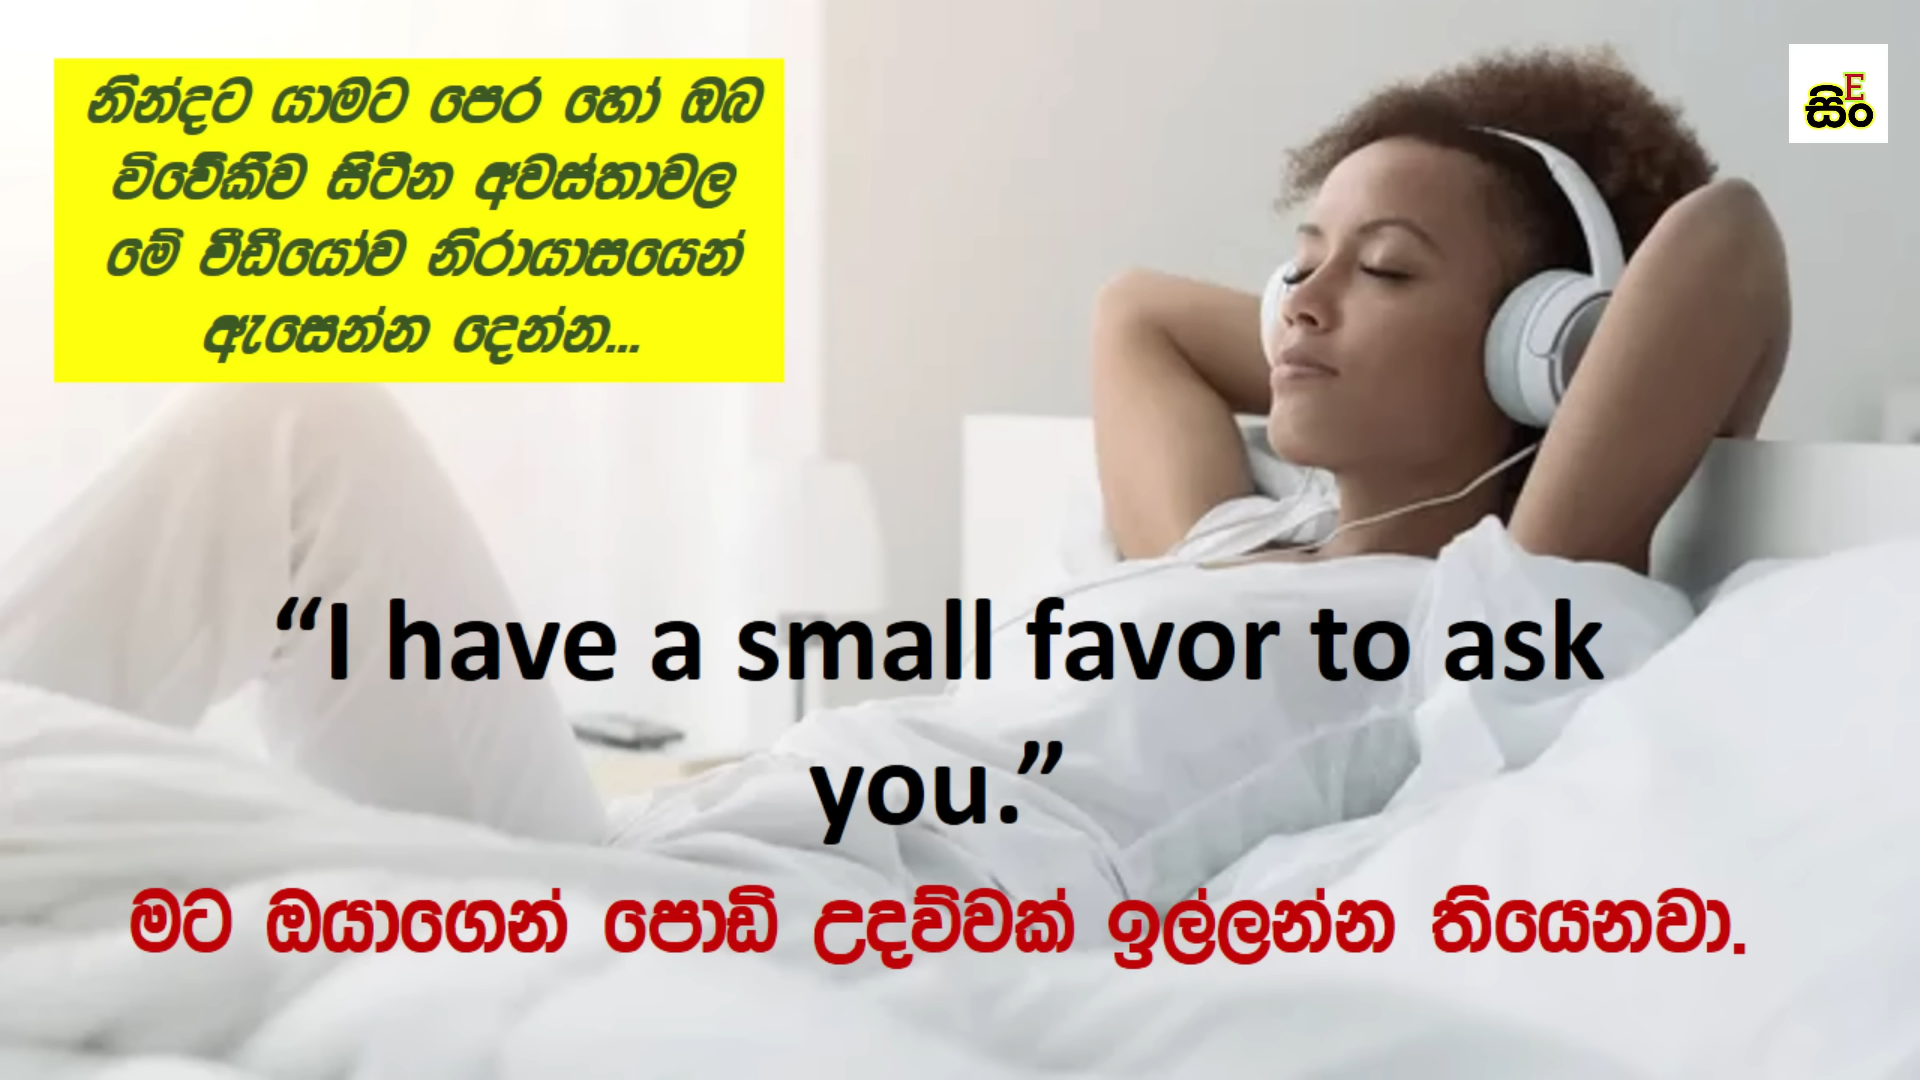 නින්දට යාමට පෙර හෝ ඔබ
විවේකීව සිටින අවස්තාවල
මේ වීඩීයෝව නිරායාසයෙන්
ඇසෙන්න දෙන්න...
සිංE
“I have a small favor to ask
you.”
මට ඔයාගෙන් පොඩි උදව්වක් ඉල්ලන්න තියෙනවා.